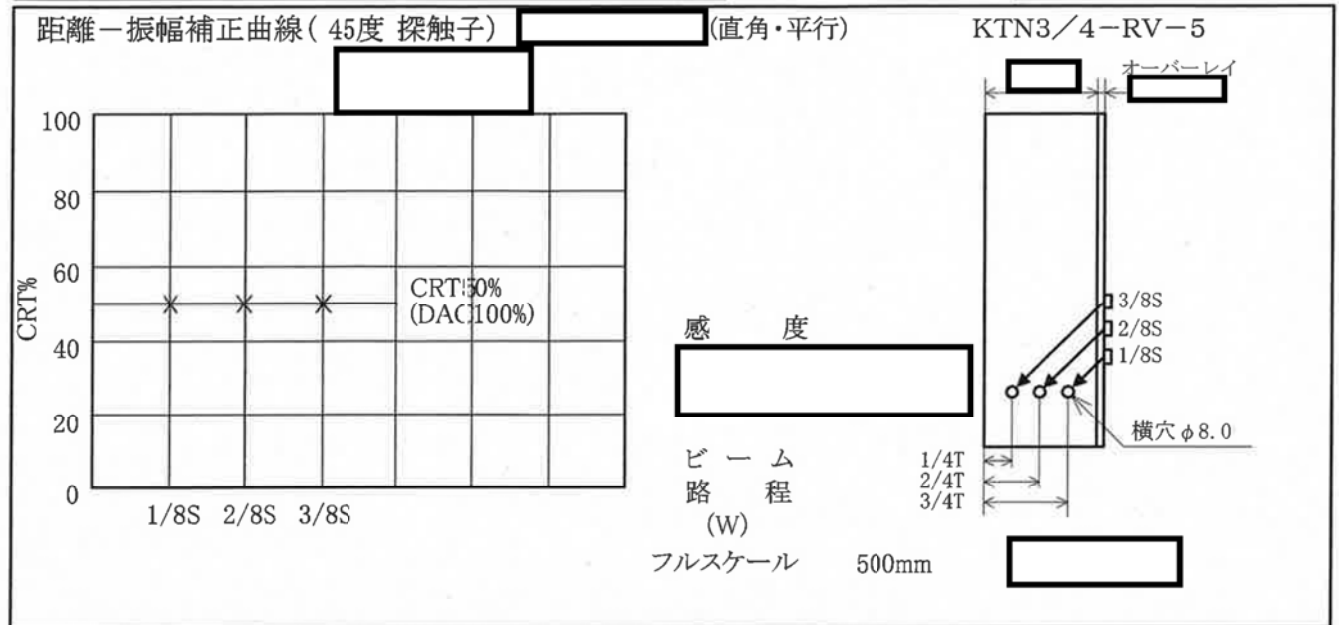 距離－振幅補正曲線( 45度 探触子)
(直角・平行)
KTN3／4－RV－5
オーバーレイ
100
80
60
40
20
0
CRT%
CRT50%
(DAC100%)
1/8S 2/8S 3/8S
感 度
ビ ー ム
路 程
(W)
フルスケール 500mm
3/8S
2/8S
1/8S
横穴φ8.0
1/4T
2/4T
3/4T